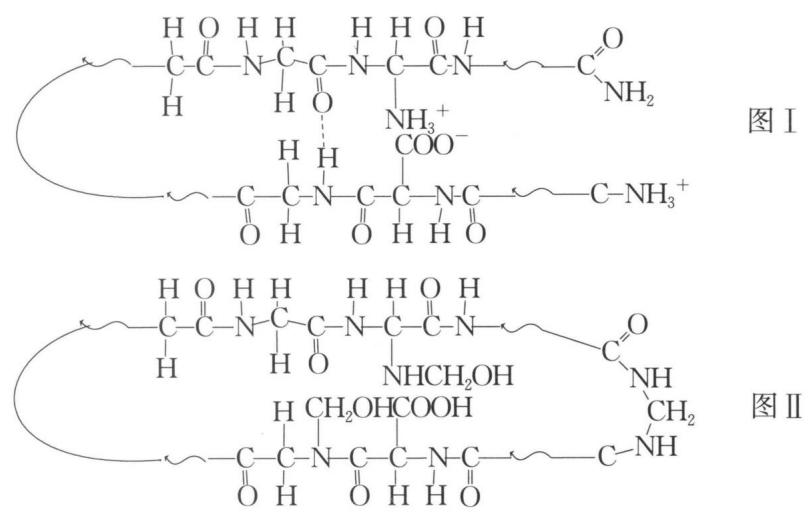 H O H H H H O H O
C C N C C N C C N C
H H O NH₃⁺ NH₂
图Ⅰ
COO⁻
H H
C C N C C N C C NH₃⁺
O H O H H O
H O H H H H O H O
C C N C C N C C N C
H H O NHCH₂OH NH
H CH₂OHCOOH CH₂ 图Ⅱ
C C N C C N C C NH
O H O H H O